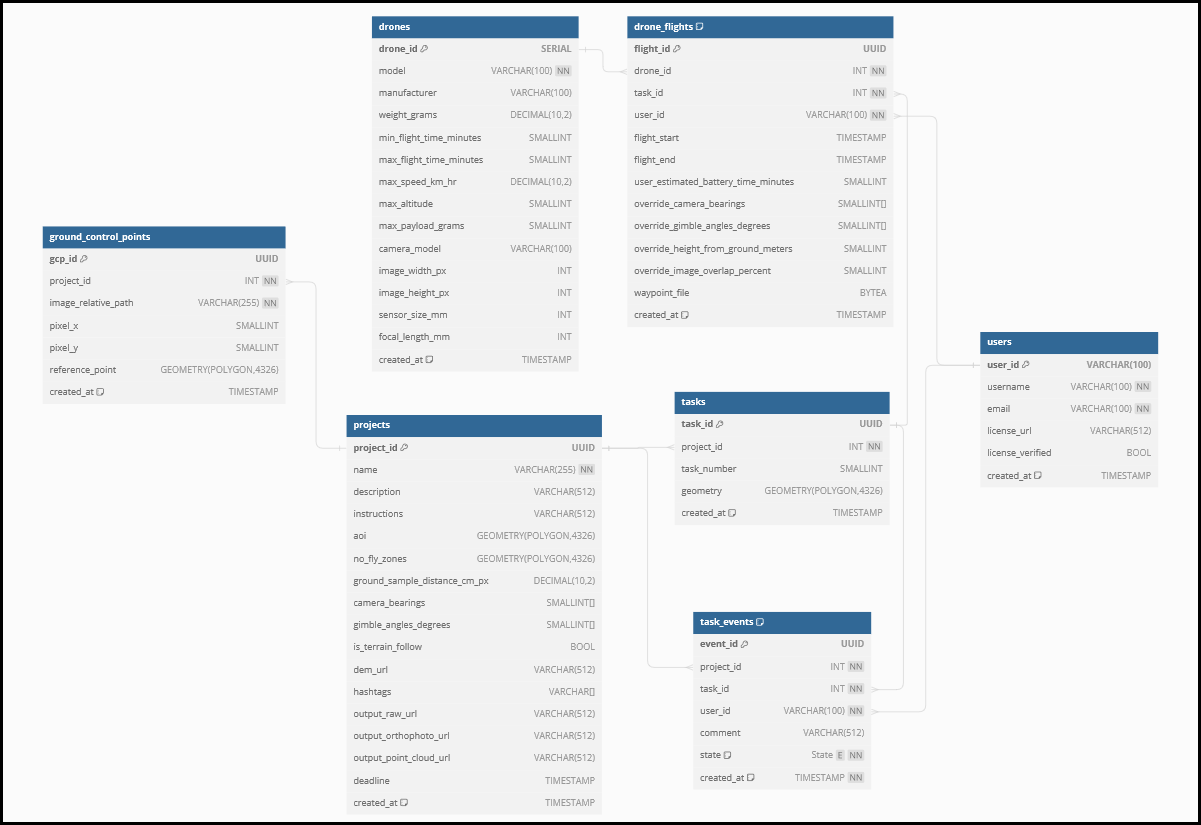 drones
drone_id SERIAL
model VARCHAR(100) NN
manufacturer VARCHAR(100)
weight_grams DECIMAL(10,2)
min_flight_time_minutes SMALLINT
max_flight_time_minutes SMALLINT
max_speed_km_hr DECIMAL(10,2)
max_altitude SMALLINT
max_payload_grams SMALLINT
camera_model VARCHAR(100)
image_width_px INT
image_height_px INT
sensor_size_mm INT
focal_length_mm INT
created_at TIMESTAMP
drone_flights
flight_id UUID
drone_id INT NN
task_id INT NN
user_id VARCHAR(100) NN
flight_start TIMESTAMP
flight_end TIMESTAMP
user_estimated_battery_time_minutes SMALLINT
override_camera_bearings SMALLINT[]
override_gimble_angles_degrees SMALLINT[]
override_height_from_ground_meters SMALLINT
override_image_overlap_percent SMALLINT
waypoint_file BYTEA
created_at TIMESTAMP
ground_control_points
gcp_id UUID
project_id INT NN
image_relative_path VARCHAR(255) NN
pixel_x SMALLINT
pixel_y SMALLINT
reference_point GEOMETRY(POLYGON,4326)
created_at TIMESTAMP
users
user_id VARCHAR(100)
username VARCHAR(100) NN
email VARCHAR(100) NN
license_url VARCHAR(512)
license_verified BOOL
created_at TIMESTAMP
projects
project_id UUID
name VARCHAR(255) NN
description VARCHAR(512)
instructions VARCHAR(512)
aoi GEOMETRY(POLYGON,4326)
no_fly_zones GEOMETRY(POLYGON,4326)
ground_sample_distance_cm_px DECIMAL(10,2)
camera_bearings SMALLINT[]
gimble_angles_degrees SMALLINT[]
is_terrain_follow BOOL
dem_url VARCHAR(512)
hashtags VARCHAR[]
output_raw_url VARCHAR(512)
output_orthophoto_url VARCHAR(512)
output_point_cloud_url VARCHAR(512)
deadline TIMESTAMP
created_at TIMESTAMP
tasks
task_id UUID
project_id INT NN
task_number SMALLINT
geometry GEOMETRY(POLYGON,4326)
created_at TIMESTAMP
task_events
event_id UUID
project_id INT NN
task_id INT NN
user_id VARCHAR(100) NN
comment VARCHAR(512)
state State E NN
created_at TIMESTAMP NN